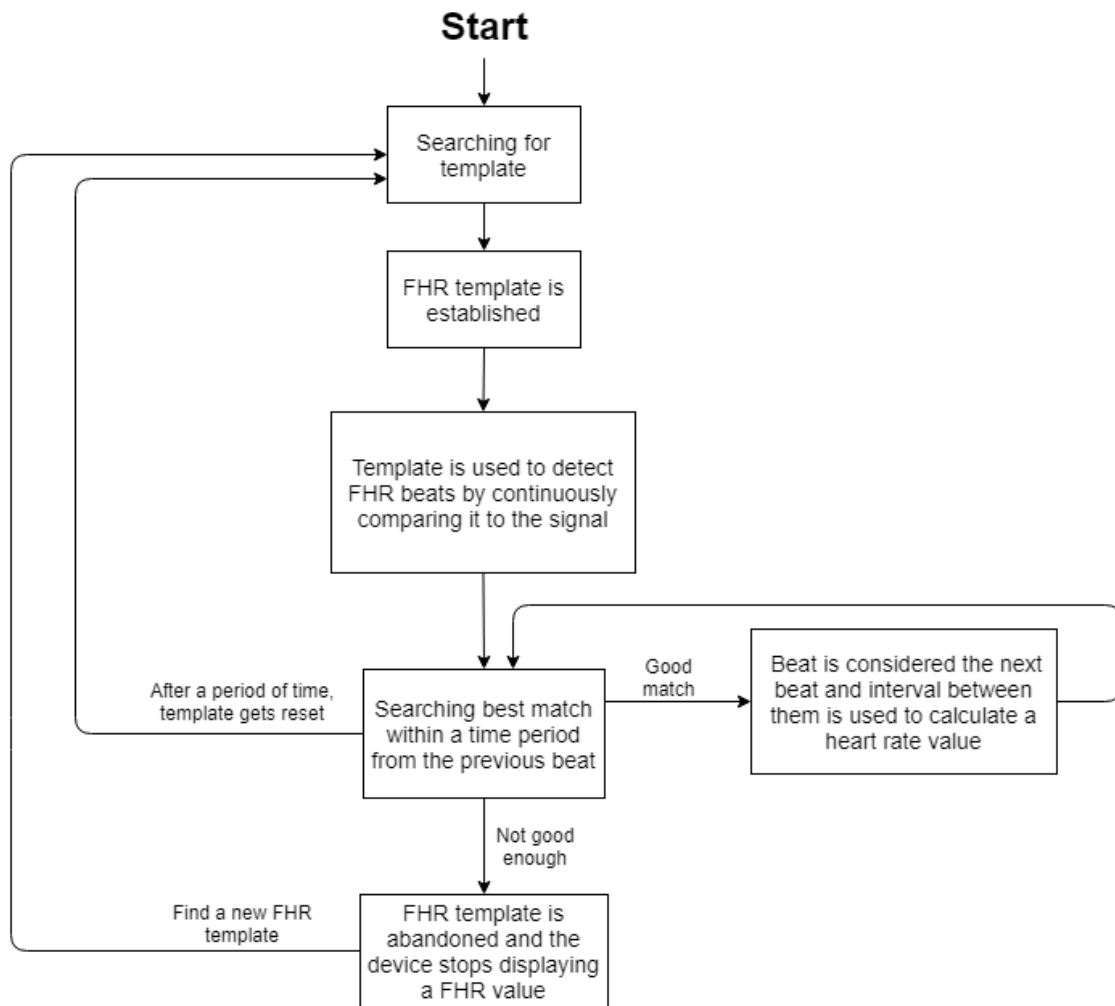 Start
Searching for
template
FHR template is
established
Template is used to detect
FHR beats by continuously
comparing it to the signal
After a period of time,
template gets reset
Searching best match
within a time period
from the previous beat
Good
match
Beat is considered the next
beat and interval between
them is used to calculate a
heart rate value
Not good
enough
Find a new FHR
template
FHR template is
abandoned and the
device stops displaying
a FHR value